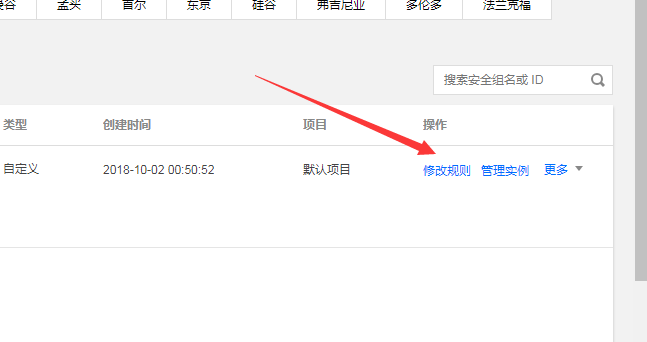 曼谷 孟买 首尔 东京 硅谷 弗吉尼亚 多伦多 法兰克福
搜索安全组名或 ID
类型 创建时间 项目 操作
自定义 2018-10-02 00:50:52 默认项目 修改规则 管理实例 更多